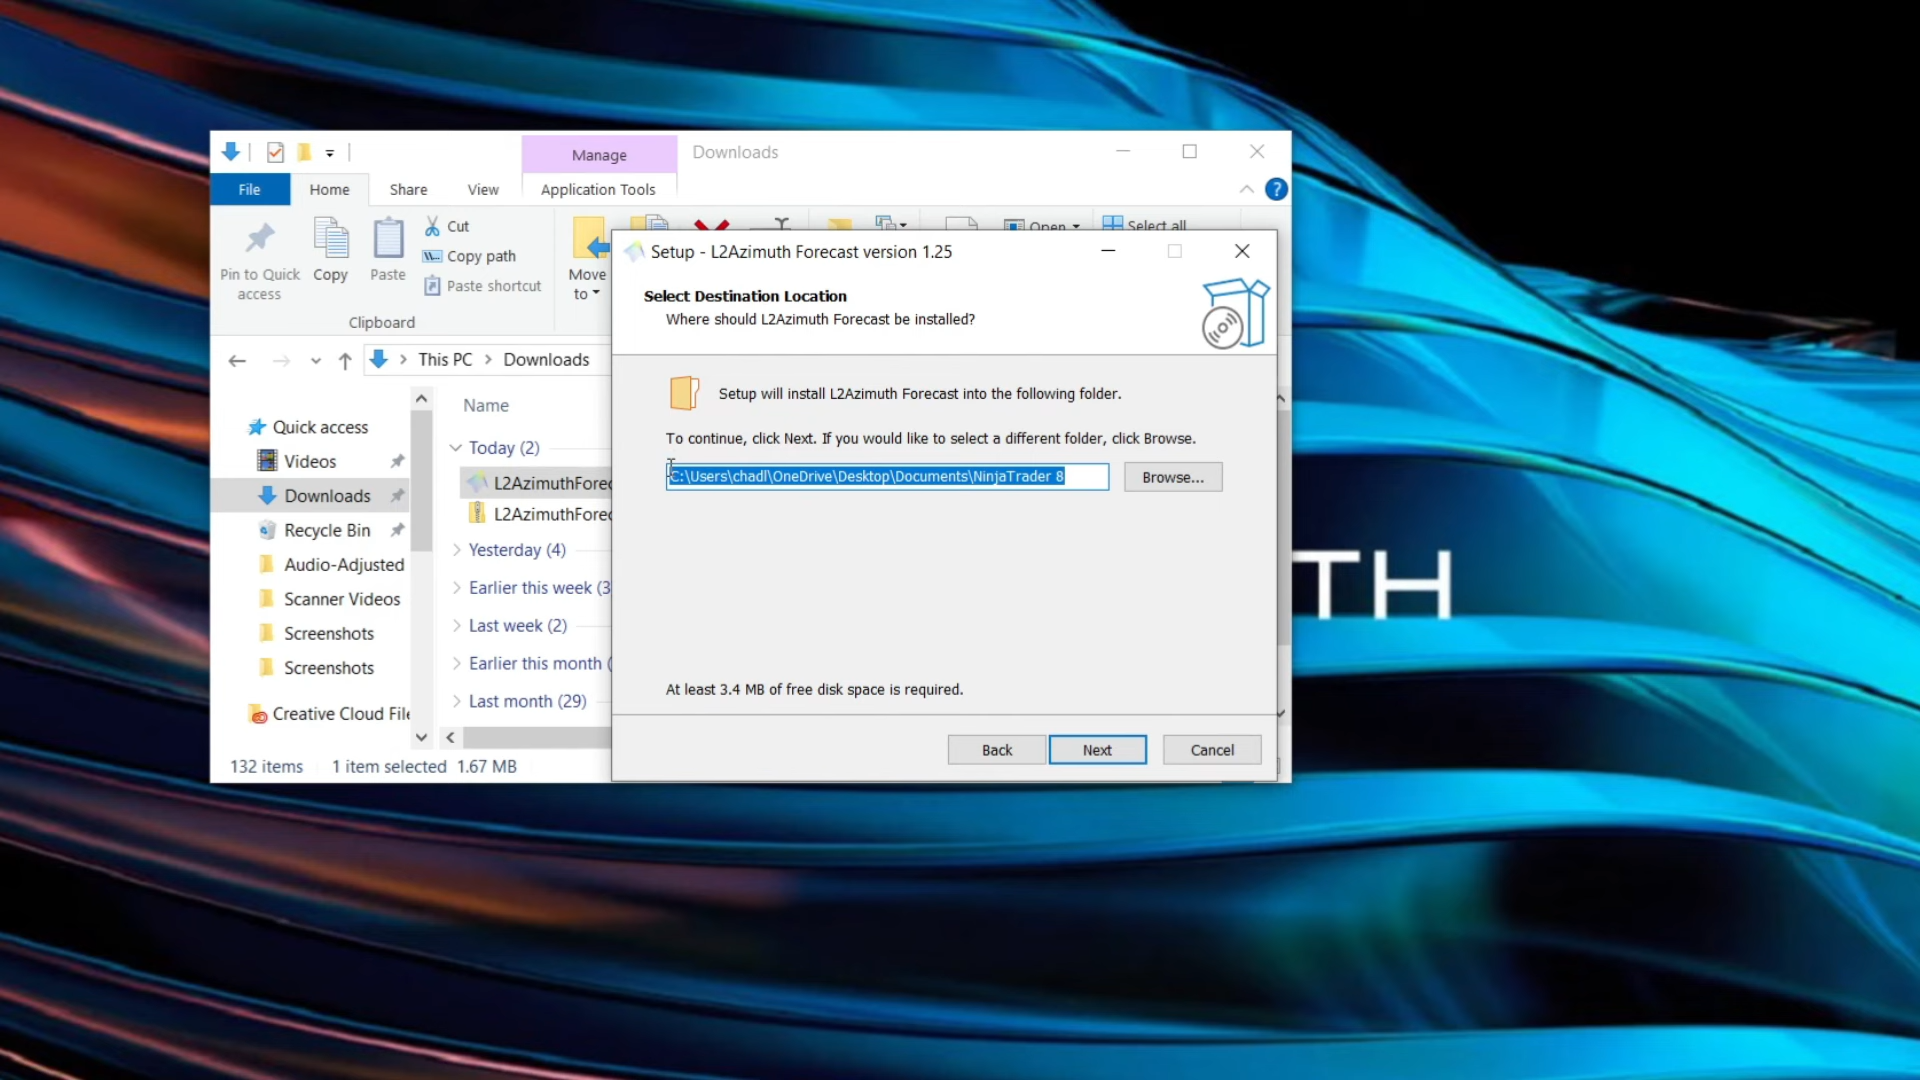 Manage
Downloads
File
Home
Share
View
Application Tools
Pin to Quick
access
Copy
Paste
Cut
Copy path
Paste shortcut
Clipboard
Move
to
Open
Select all
This PC
Downloads
Quick access
Videos
Downloads
Recycle Bin
Audio-Adjusted
Scanner Videos
Screenshots
Screenshots
Creative Cloud File
Name
Today (2)
L2AzimuthForec
L2AzimuthForec
Yesterday (4)
Earlier this week (3
Last week (2)
Earlier this month (
Last month (29)
132 items
1 item selected 1.67 MB
Setup - L2Azimuth Forecast version 1.25
Select Destination Location
Where should L2Azimuth Forecast be installed?
Setup will install L2Azimuth Forecast into the following folder.
To continue, click Next. If you would like to select a different folder, click Browse.
C:\Users\chadl\OneDrive\Desktop\Documents\NinjaTrader 8
Browse...
At least 3.4 MB of free disk space is required.
Back
Next
Cancel
TH